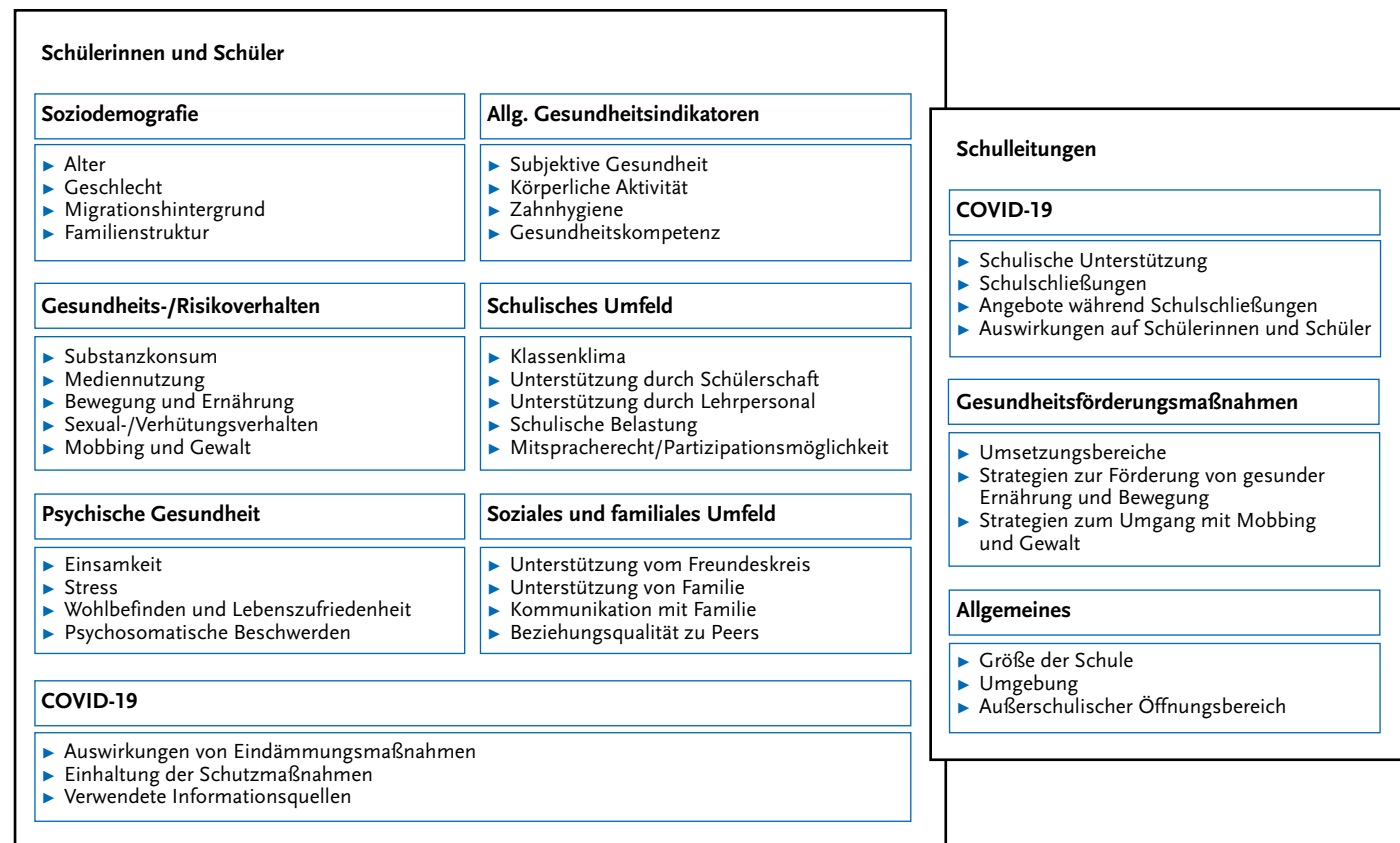 Schülerinnen und Schüler
Soziodemografie
► Alter
► Geschlecht
► Migrationshintergrund
► Familienstruktur
Allg. Gesundheitsindikatoren
► Subjektive Gesundheit
► Körperliche Aktivität
► Zahnhygiene
► Gesundheitskompetenz
Gesundheits-/Risikoverhalten
► Substanzkonsum
► Mediennutzung
► Bewegung und Ernährung
► Sexual-/Verhütungsverhalten
► Mobbing und Gewalt
Schulisches Umfeld
► Klassenklima
► Unterstützung durch Schülerschaft
► Unterstützung durch Lehrpersonal
► Schulische Belastung
► Mitspracherecht/Partizipationsmöglichkeit
Psychische Gesundheit
► Einsamkeit
► Stress
► Wohlbefinden und Lebenszufriedenheit
► Psychosomatische Beschwerden
Soziales und familiales Umfeld
► Unterstützung vom Freundeskreis
► Unterstützung von Familie
► Kommunikation mit Familie
► Beziehungsqualität zu Peers
COVID-19
► Auswirkungen von Eindämmungsmaßnahmen
► Einhaltung der Schutzmaßnahmen
► Verwendete Informationsquellen
Schulleitungen
COVID-19
► Schulische Unterstützung
► Schulschließungen
► Angebote während Schulschließungen
► Auswirkungen auf Schülerinnen und Schüler
Gesundheitsförderungsmaßnahmen
► Umsetzungsbereiche
► Strategien zur Förderung von gesunder
Ernährung und Bewegung
► Strategien zum Umgang mit Mobbing
und Gewalt
Allgemeines
► Größe der Schule
► Umgebung
► Außerschulischer Öffnungsbereich